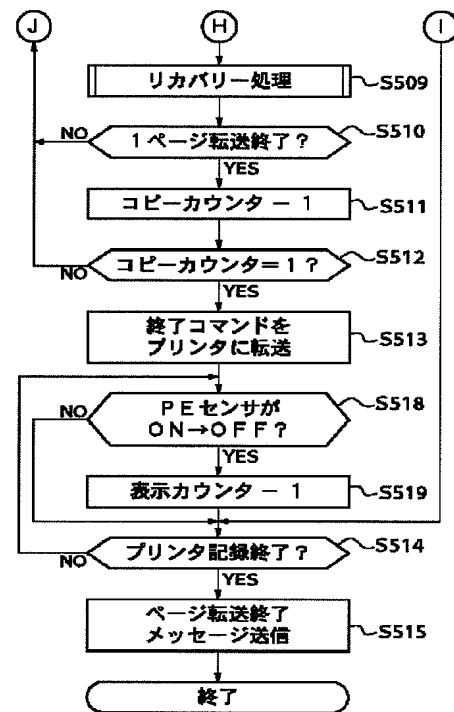 J
H
I
リカバリー処理
S509
NO
1ページ転送終了?
S510
YES
コピーカウンタ - 1
S511
NO
コピーカウンタ=1?
S512
YES
終了コマンドを
プリンタに転送
S513
NO
PEセンサが
ON→OFF?
S518
YES
表示カウンタ - 1
S519
NO
プリンタ記録終了?
S514
YES
ページ転送終了
メッセージ送信
S515
終了